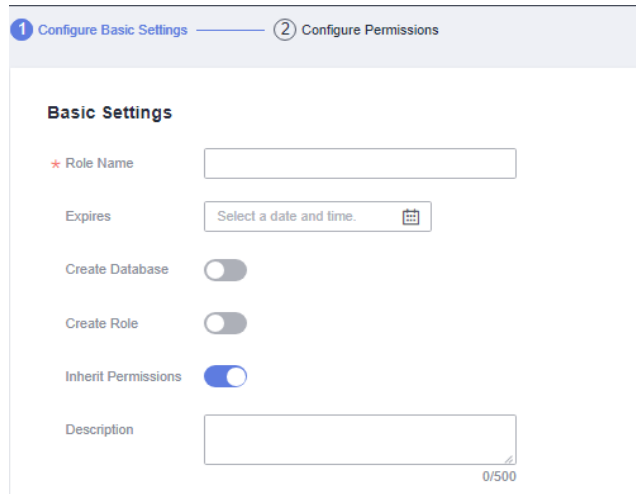 1 Configure Basic Settings 2 Configure Permissions
Basic Settings
* Role Name
Expires Select a date and time.
Create Database
Create Role
Inherit Permissions
Description
0/500